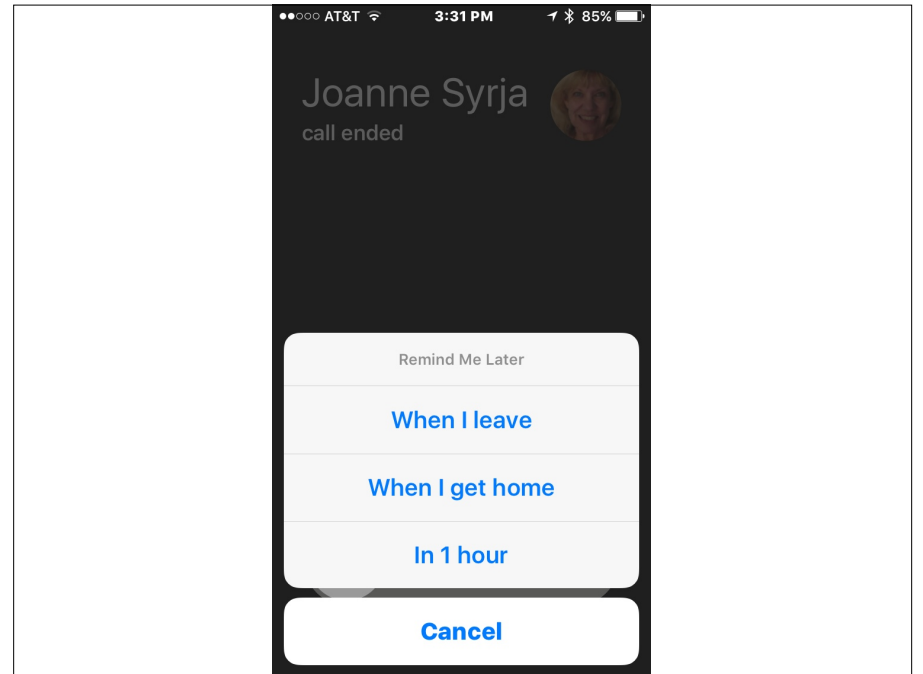 AT&T 3:31 PM 85%
Joanne Syrja
call ended
Remind Me Later
When I leave
When I get home
In 1 hour
Cancel